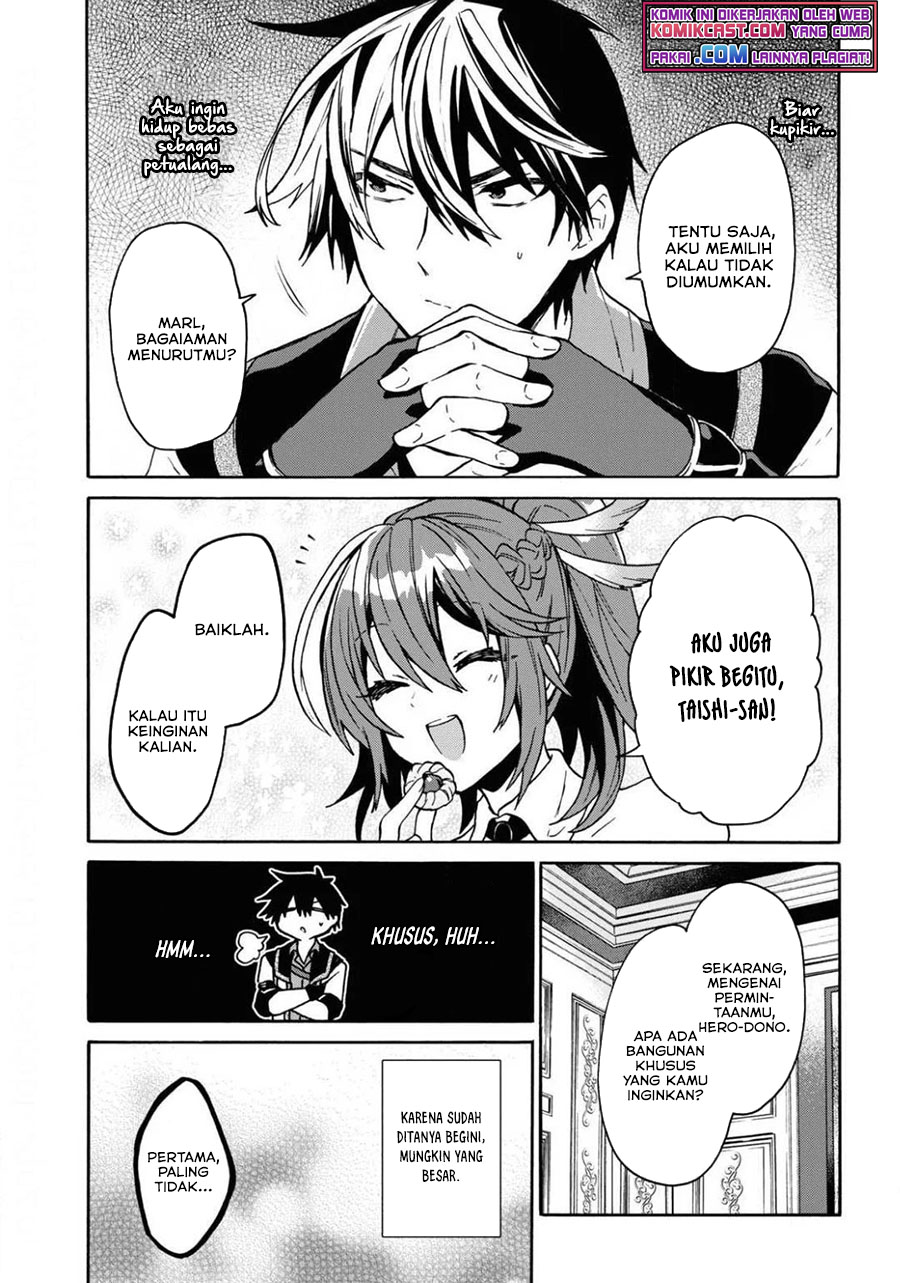 KOMIK INI DIKERJAKAN OLEH WEB
KOMIKCAST.COM YANG CUMA
PAKAI .COM LAINNYA PLAGIAT!
Biar
kupikir...
TENTU SAJA,
AKU MEMILIH
KALAU TIDAK
DIUMUMKAN.
Aku ingin
hidup bebas
sebagai
petualang...
MARL,
BAGAIAMAN
MENURUTMU?
AKU JUGA
PIKIR BEGITU,
TAISHI-SAN!
BAIKLAH.
KALAU ITU
KEINGINAN
KALIAN.
SEKARANG,
MENGENAI
PERMIN-
TAANMU,
HERO-DONO.
APA ADA
BANGUNAN
KHUSUS
YANG KAMU
INGINKAN?
KHUSUS, HUH...
HMM...
KARENA SUDAH
DITANYA BEGINI,
MUNGKIN YANG
BESAR.
PERTAMA,
PALING
TIDAK...